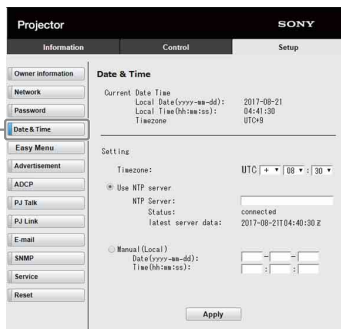 Projector
SONY
Information
Control
Setup
Owner information
Network
Password
Date & Time
Easy Menu
Advertisement
ADCP
PJ Talk
PJ Link
E-mail
SNMP
Service
Reset
Date & Time
Current Date Time
Local Date(yyyy-mm-dd): 2017-08-21
Local Time(hh:mm:ss): 04:41:30
Timezone UTC+9
Setting
Timezone: UTC + ▼ 08 ▼ : 30 ▼
Use NTP server
NTP Server:
Status: connected
latest server data: 2017-08-21T04:40:30Z
Manual(Local)
Date(yyyy-mm-dd): - -
Time(hh:mm:ss): : :
Apply